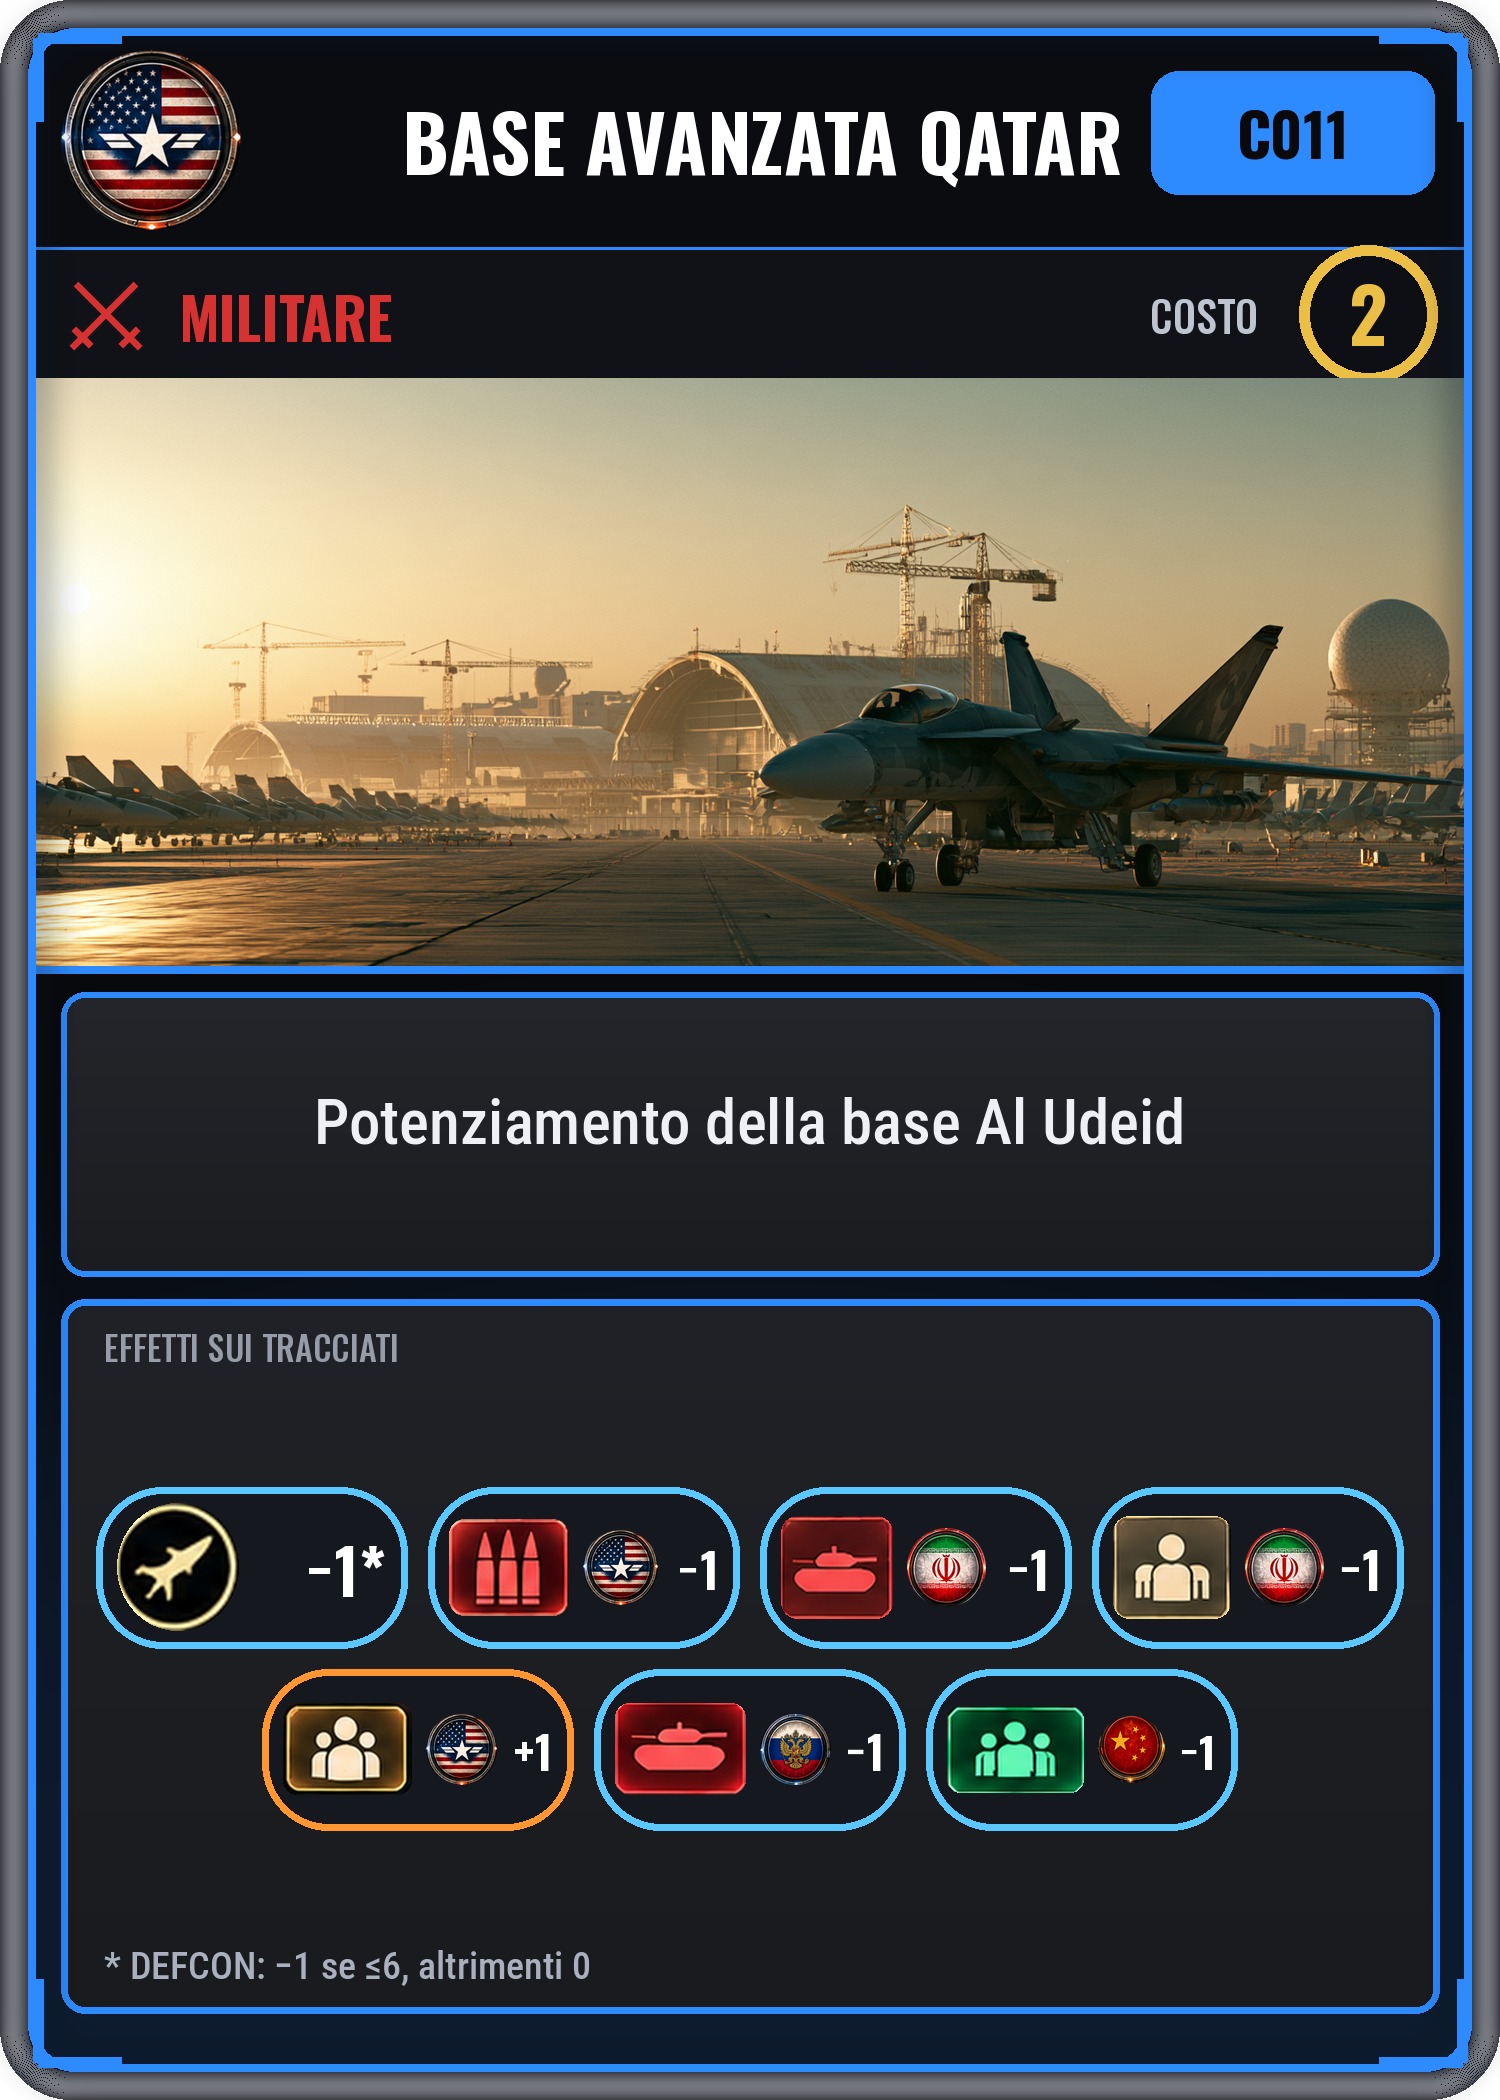 BASE AVANZATA QATAR
C011
MILITARE
COSTO
2
Potenziamento della base Al Udeid
EFFETTI SUI TRACCIATI
−1*
−1
−1
−1
+1
−1
−1
* DEFCON: −1 se ≤6, altrimenti 0